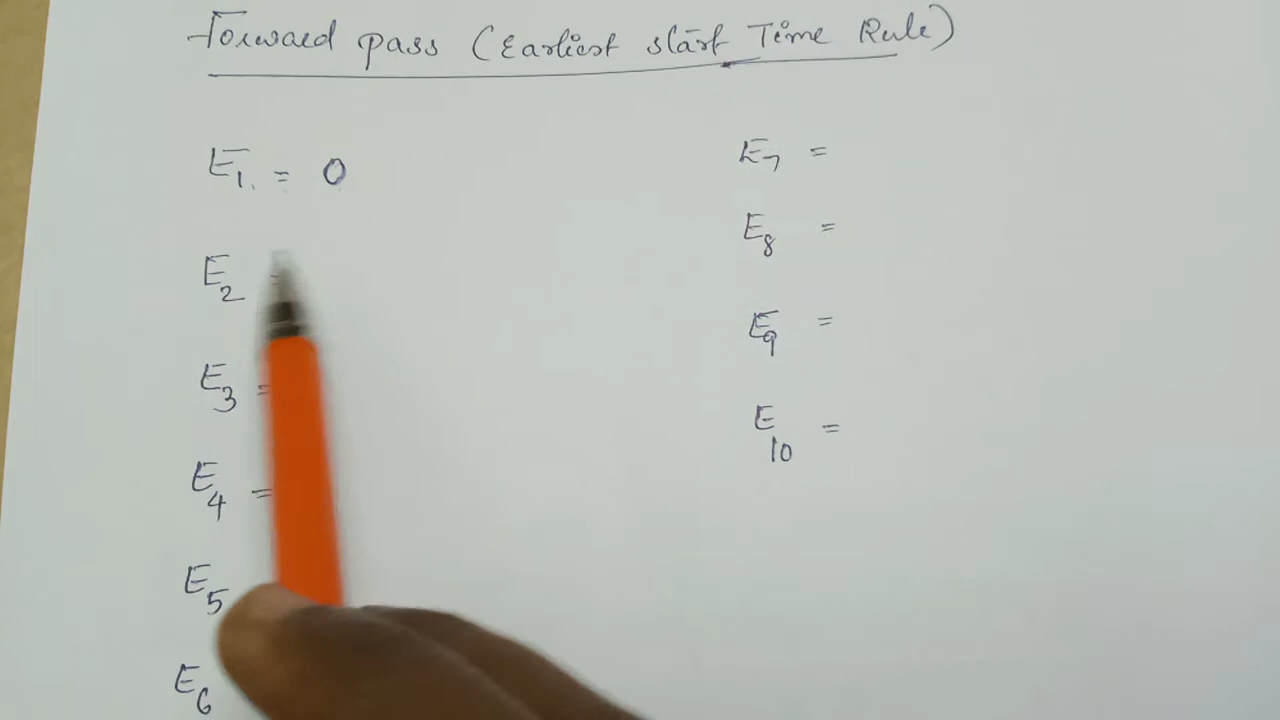 Forward pass (Earliest start Time Rule)
E1. = 0
E2 =
E3 =
E4 =
E5
E6
E7 =
E8 =
E9 =
E10 =